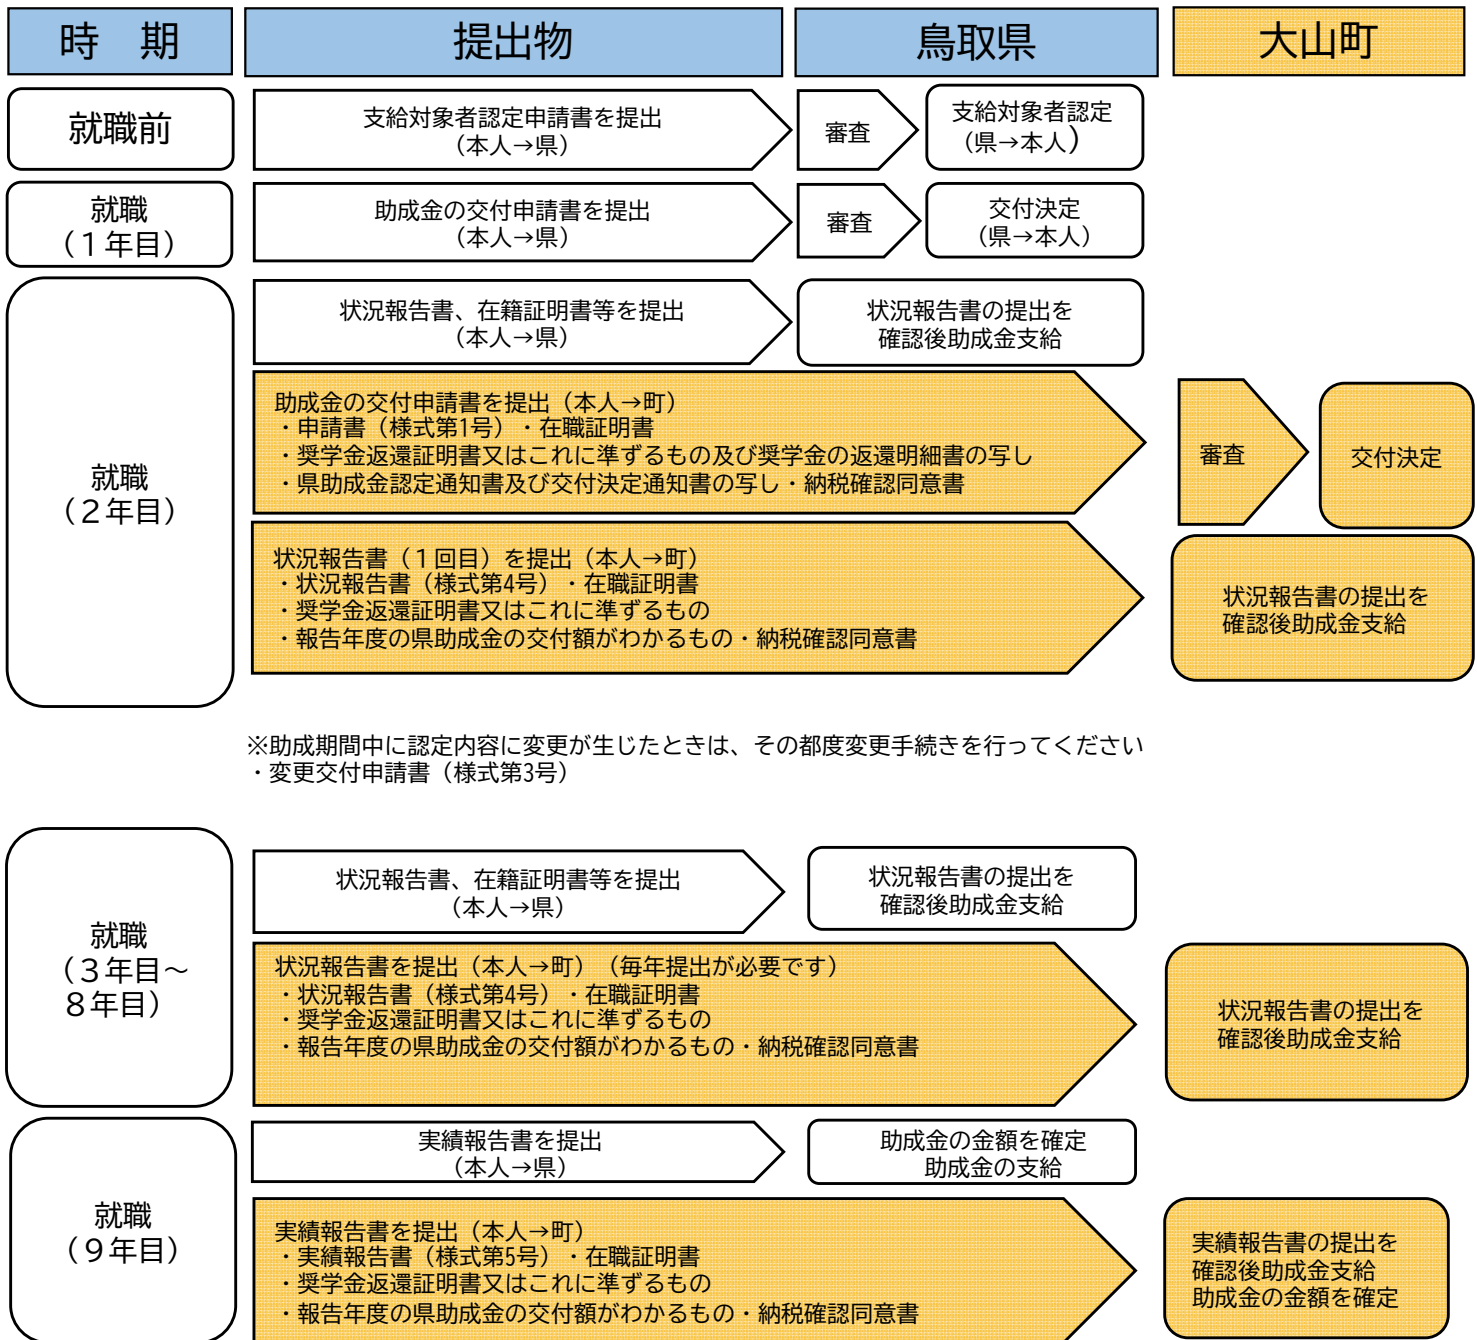 時　期
提出物
鳥取県
大山町
就職前
支給対象者認定申請書を提出
（本人→県）
審査
支給対象者認定
（県→本人）
就職
（１年目）
助成金の交付申請書を提出
（本人→県）
審査
交付決定
（県→本人）
就職
（２年目）
状況報告書、在籍証明書等を提出
（本人→県）
状況報告書の提出を
確認後助成金支給
助成金の交付申請書を提出（本人→町）
・申請書（様式第1号）・在職証明書
・奨学金返還証明書又はこれに準ずるもの及び奨学金の返還明細書の写し
・県助成金認定通知書及び交付決定通知書の写し・納税確認同意書
審査
交付決定
状況報告書（１回目）を提出（本人→町）
・状況報告書（様式第4号）・在職証明書
・奨学金返還証明書又はこれに準ずるもの
・報告年度の県助成金の交付額がわかるもの・納税確認同意書
状況報告書の提出を
確認後助成金支給
※助成期間中に認定内容に変更が生じたときは、その都度変更手続きを行ってください
・変更交付申請書（様式第3号）
就職
（３年目～
８年目）
状況報告書、在籍証明書等を提出
（本人→県）
状況報告書の提出を
確認後助成金支給
状況報告書を提出（本人→町）（毎年提出が必要です）
・状況報告書（様式第4号）・在職証明書
・奨学金返還証明書又はこれに準ずるもの
・報告年度の県助成金の交付額がわかるもの・納税確認同意書
状況報告書の提出を
確認後助成金支給
就職
（９年目）
実績報告書を提出
（本人→県）
助成金の金額を確定
助成金の支給
実績報告書を提出（本人→町）
・実績報告書（様式第5号）・在職証明書
・奨学金返還証明書又はこれに準ずるもの
・報告年度の県助成金の交付額がわかるもの・納税確認同意書
実績報告書の提出を
確認後助成金支給
助成金の金額を確定